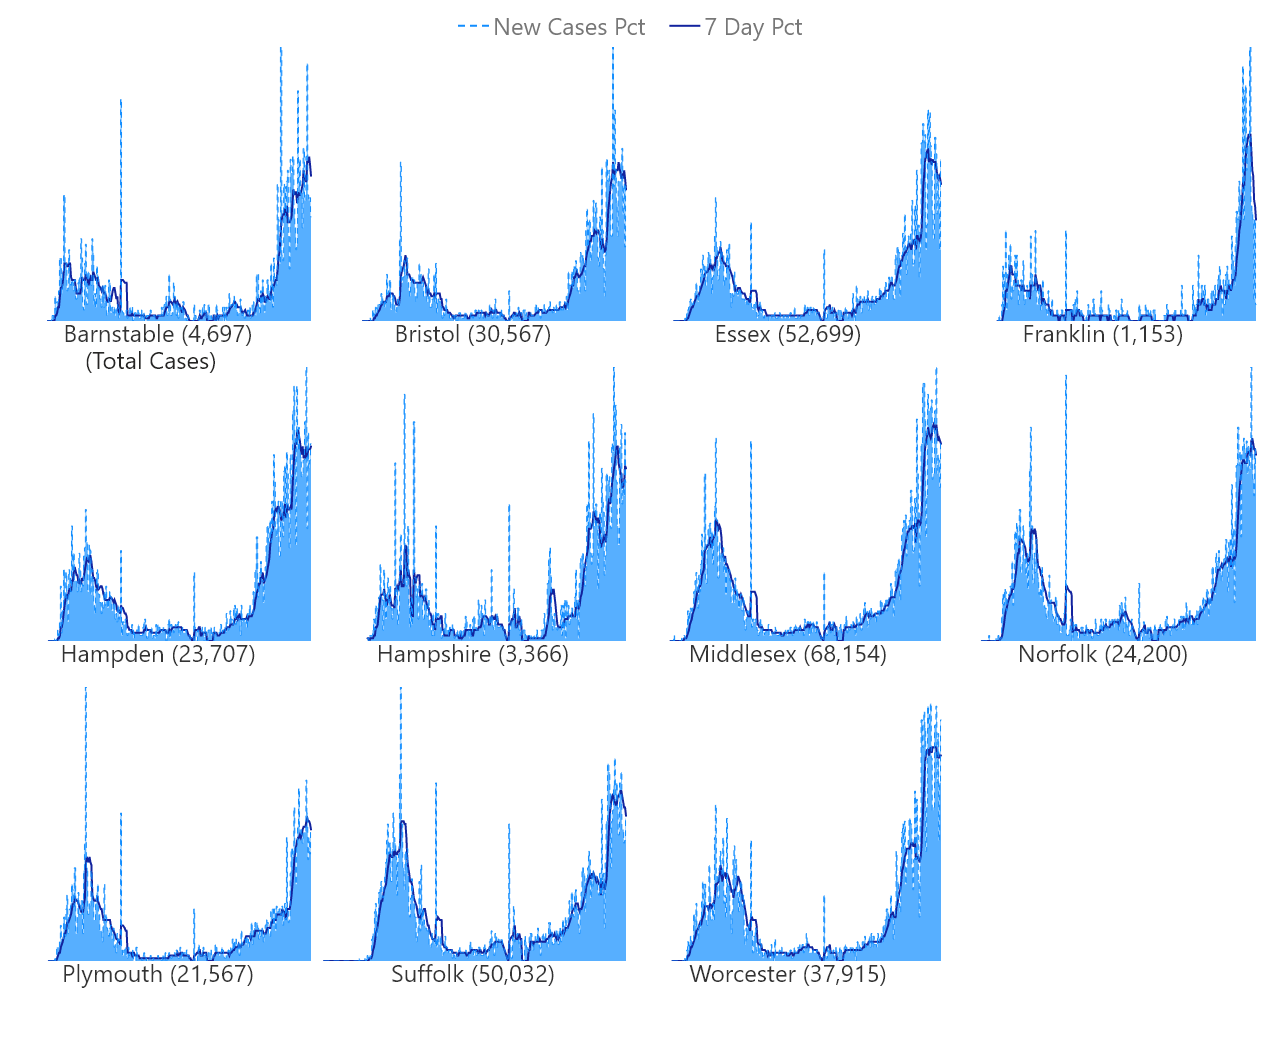 New Cases Pct 7 Day Pct
Barnstable (4,697) Bristol (30,567) Essex (52,699) Franklin (1,153)
(Total Cases)
Hampden (23,707) Hampshire (3,366) Middlesex (68,154) Norfolk (24,200)
Plymouth (21,567) Suffolk (50,032) Worcester (37,915)